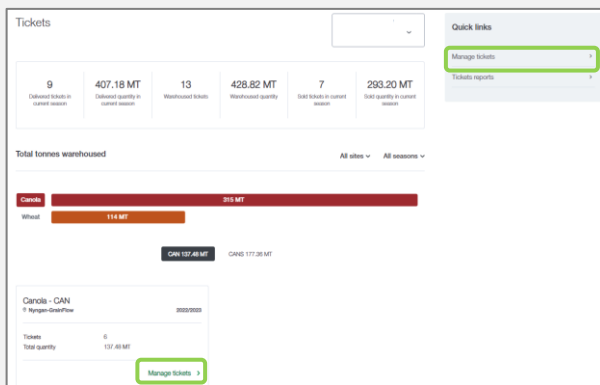 Tickets
Quick links
Manage tickets
Tickets reports
9
Delivered tickets in
current season
407.18 MT
Delivered quantity in
current season
13
Warehoused tickets
428.82 MT
Warehoused quantity
7
Sold tickets in current
season
293.20 MT
Sold quantity in current
season
Total tonnes warehoused
All sites
All seasons
Canola
315 MT
Wheat
114 MT
CAN 137.48 MT
CANS 177.36 MT
Canola - CAN
Nyngan-GrainFlow
2022/2023
Tickets
6
Total quantity
137.48 MT
Manage tickets